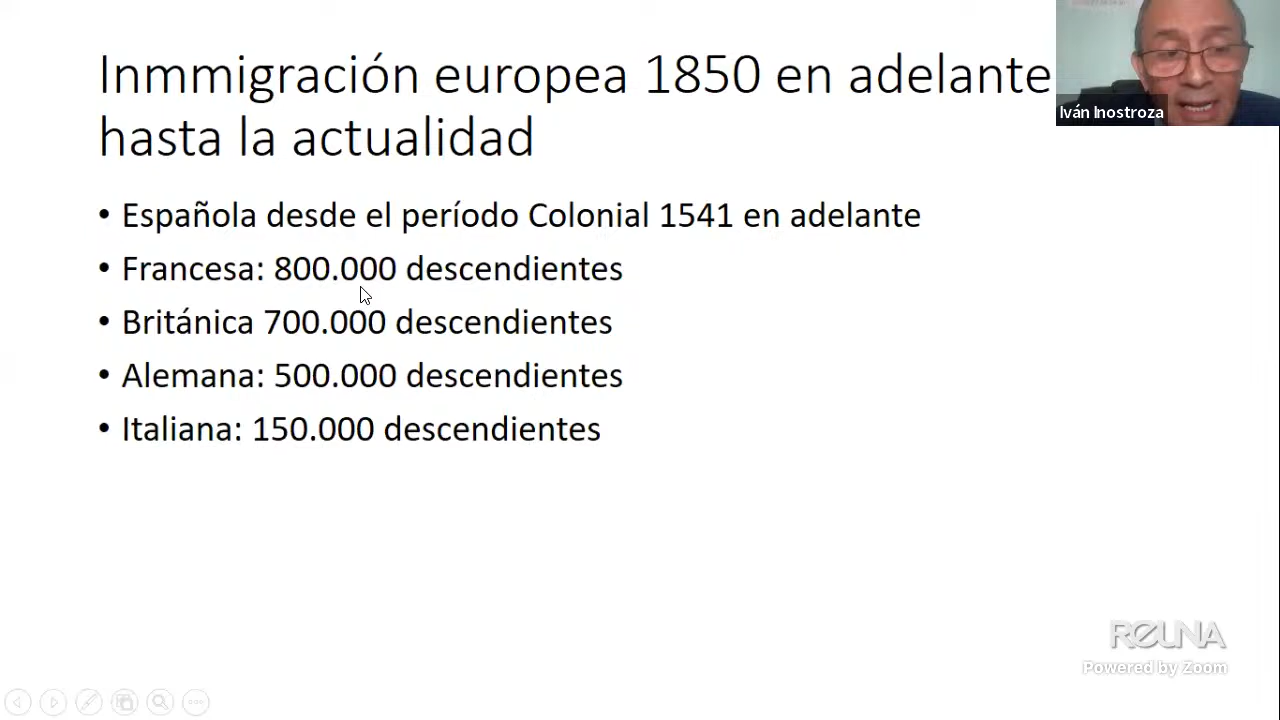 Inmmigración europea 1850 en adelante
hasta la actualidad
Iván Inostroza
• Española desde el período Colonial 1541 en adelante
• Francesa: 800.000 descendientes
• Británica 700.000 descendientes
• Alemana: 500.000 descendientes
• Italiana: 150.000 descendientes
REUNA
Powered by Zoom